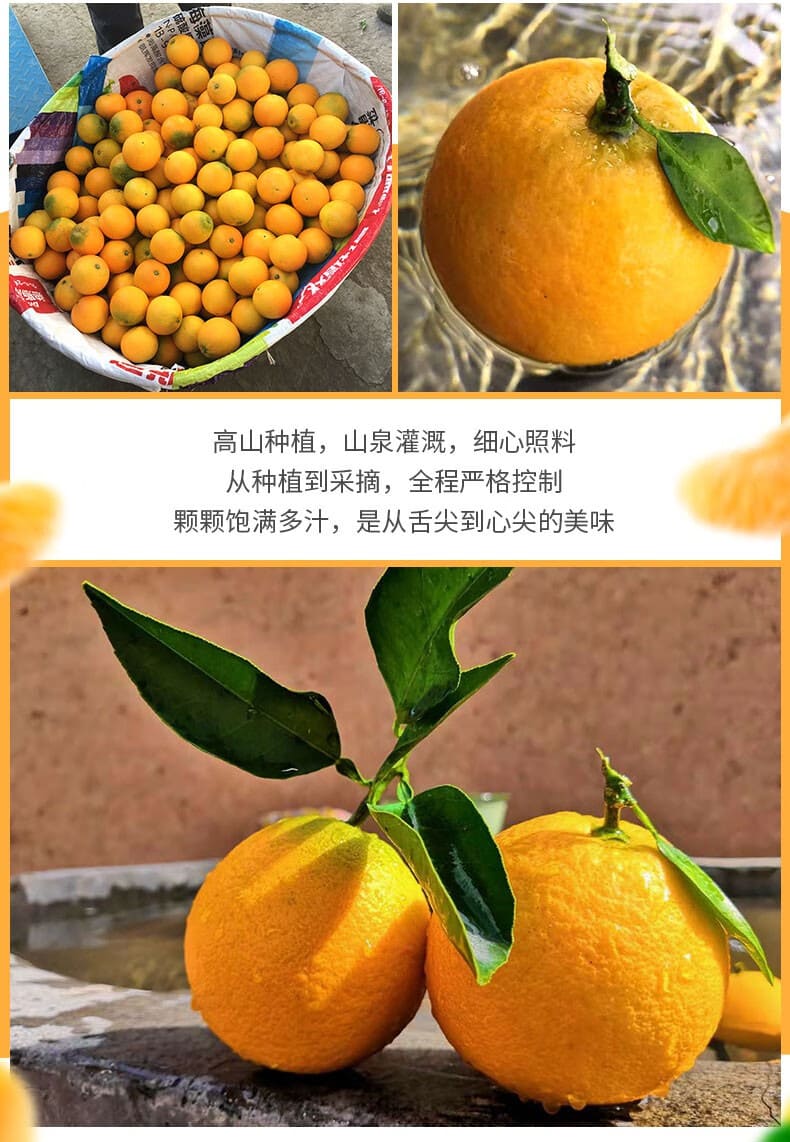 高山种植，山泉灌溉，细心照料
从种植到采摘，全程严格控制
颗颗饱满多汁，是从舌尖到心尖的美味